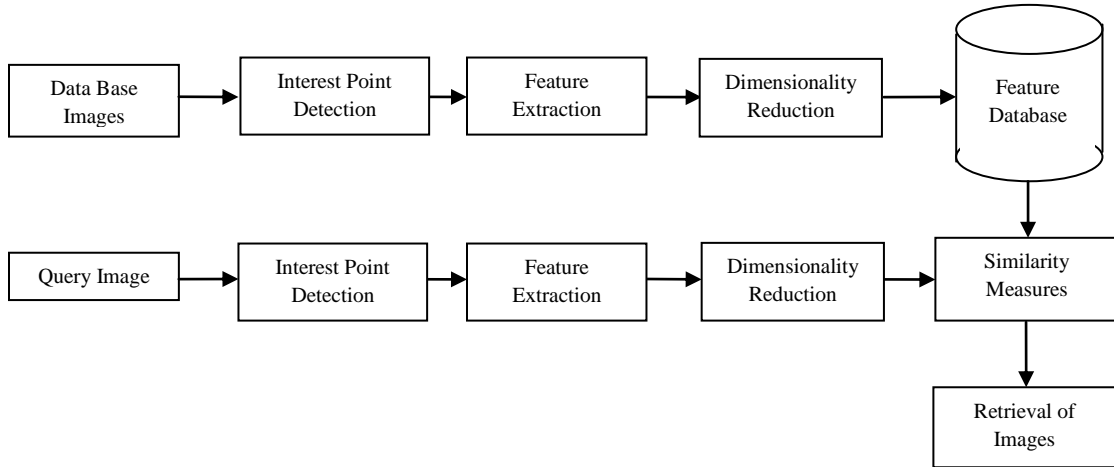 Data Base
Images
Interest Point
Detection
Feature
Extraction
Dimensionality
Reduction
Feature
Database
Query Image
Interest Point
Detection
Feature
Extraction
Dimensionality
Reduction
Similarity
Measures
Retrieval of
Images